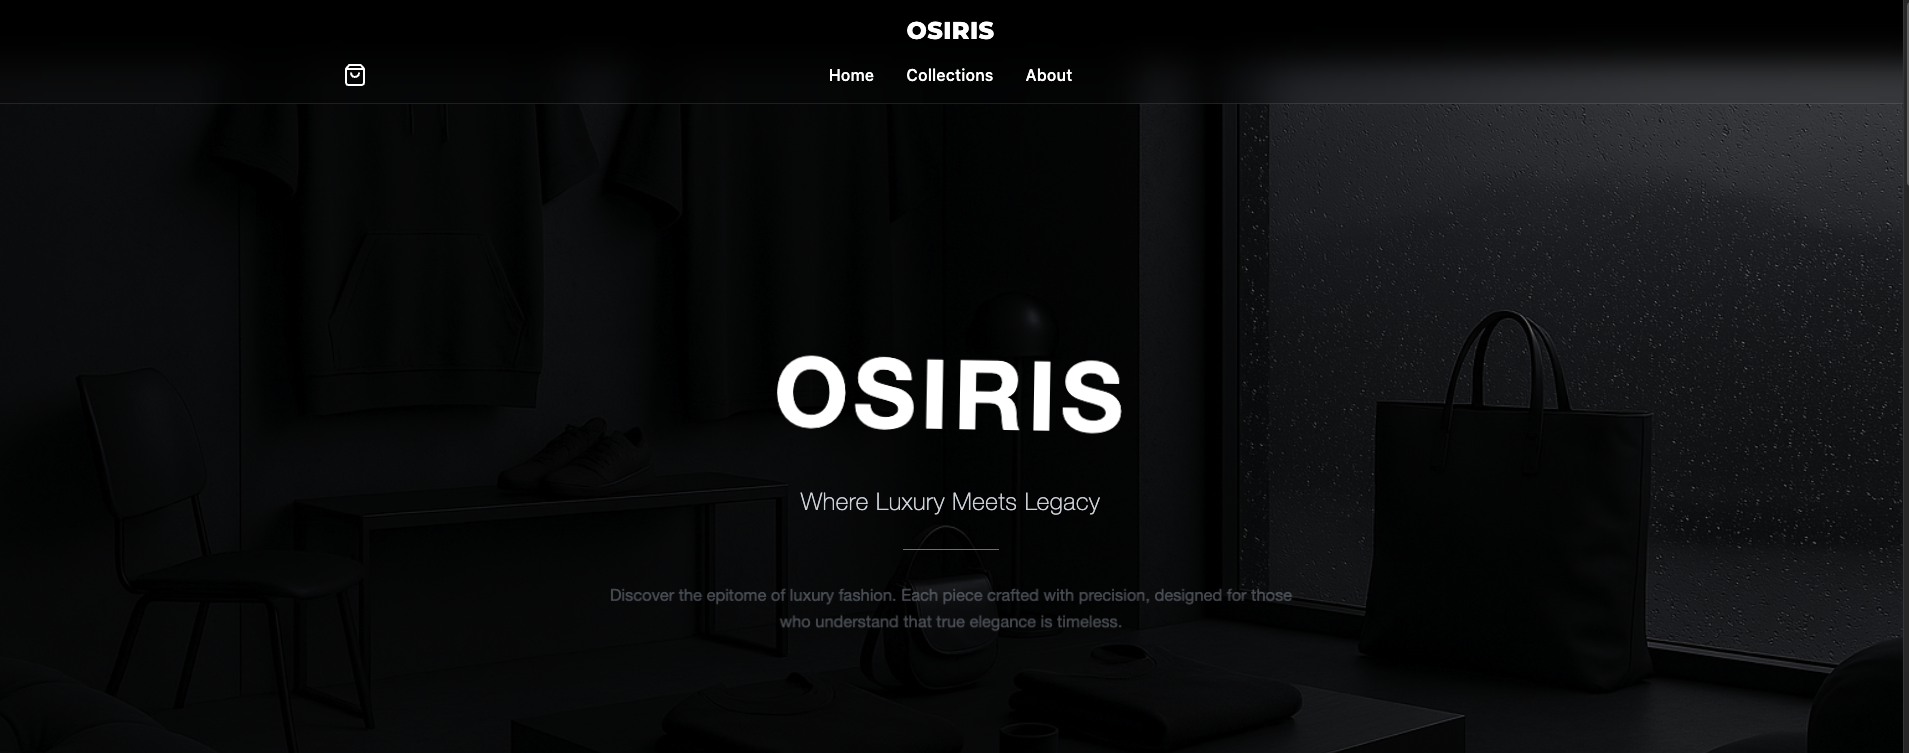 OSIRIS
Home Collections About
OSIRIS
Where Luxury Meets Legacy
Discover the epitome of luxury fashion. Each piece crafted with precision, designed for those
who understand that true elegance is timeless.